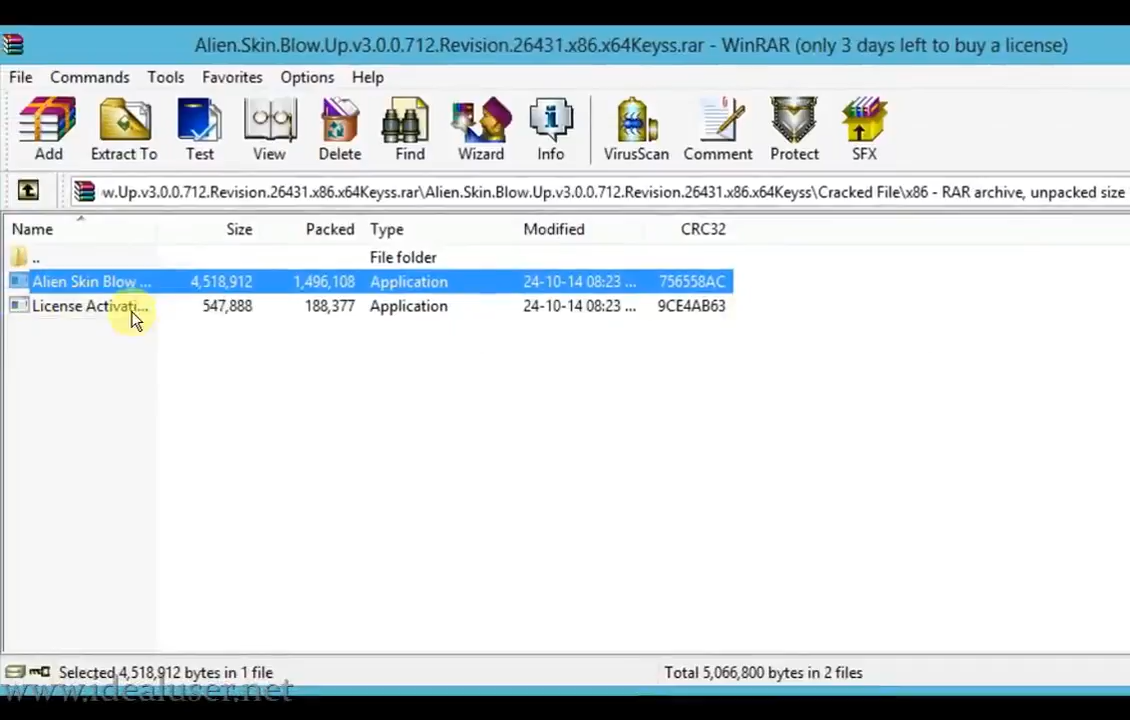 Alien.Skin.Blow.Up.v3.0.0.712.Revision.26431.x86.x64Keyss.rar - WinRAR (only 3 days left to buy a license)
File Commands Tools Favorites Options Help
Add Extract To Test View Delete Find Wizard Info VirusScan Comment Protect SFX
w.Up.v3.0.0.712.Revision.26431.x86.x64Keyss.rar\Alien.Skin.Blow.Up.v3.0.0.712.Revision.26431.x86.x64Keyss\Cracked File\x86 - RAR archive, unpacked size
Name Size Packed Type Modified CRC32
.. File folder
Alien Skin Blow ... 4,518,912 1,496,108 Application 24-10-14 08:23 ... 756558AC
License Activati... 547,888 188,377 Application 24-10-14 08:23 ... 9CE4AB63
Selected 4,518,912 bytes in 1 file Total 5,066,800 bytes in 2 files
www.idealuser.net